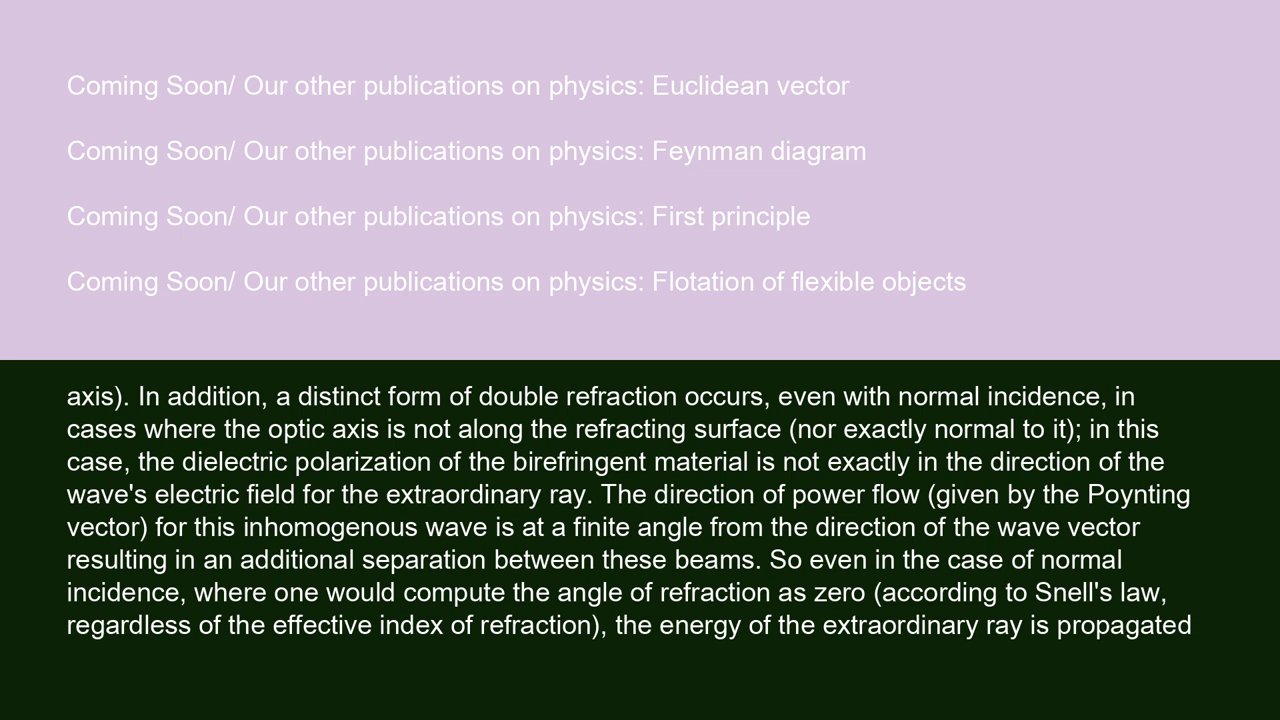 Coming Soon/ Our other publications on physics: Euclidean vector
Coming Soon/ Our other publications on physics: Feynman diagram
Coming Soon/ Our other publications on physics: First principle
Coming Soon/ Our other publications on physics: Flotation of flexible objects
axis). In addition, a distinct form of double refraction occurs, even with normal incidence, in
cases where the optic axis is not along the refracting surface (nor exactly normal to it); in this
case, the dielectric polarization of the birefringent material is not exactly in the direction of the
wave's electric field for the extraordinary ray. The direction of power flow (given by the Poynting
vector) for this inhomogenous wave is at a finite angle from the direction of the wave vector
resulting in an additional separation between these beams. So even in the case of normal
incidence, where one would compute the angle of refraction as zero (according to Snell's law,
regardless of the effective index of refraction), the energy of the extraordinary ray is propagated